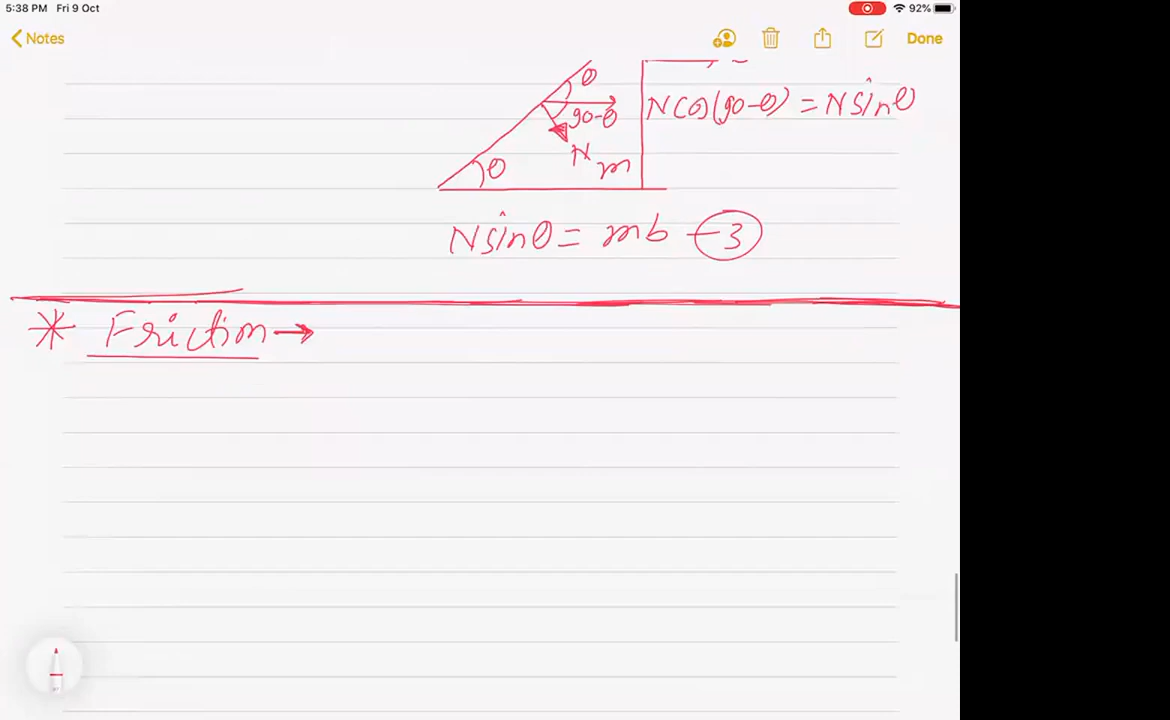 5:38 PM Fri 9 Oct
92%
Notes
Done
θ
90-θ
N
θ
m
N cos(90-θ) = N sinθ
N sinθ = mb - 3
* Friction →